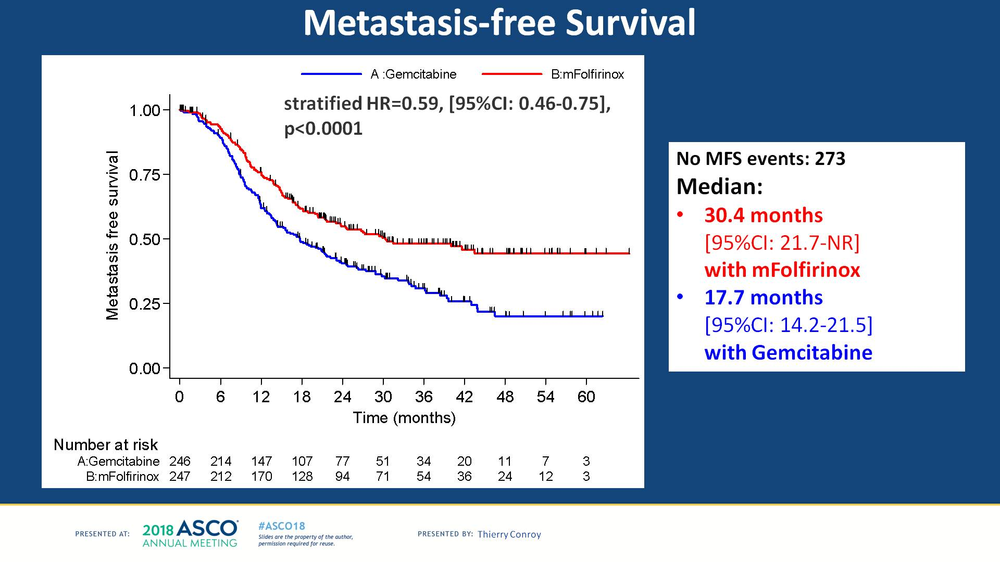 Metastasis-free Survival
A :Gemcitabine B:mFolfirinox
stratified HR=0.59, [95%CI: 0.46-0.75],
p<0.0001
1.00
0.75
0.50
0.25
0.00
Metastasis free survival
0 6 12 18 24 30 36 42 48 54 60
Time (months)
Number at risk
A:Gemcitabine 246 214 147 107 77 51 34 20 11 7 3
B:mFolfirinox 247 212 170 128 94 71 54 36 24 12 3
No MFS events: 273
Median:
• 30.4 months
[95%CI: 21.7-NR]
with mFolfirinox
• 17.7 months
[95%CI: 14.2-21.5]
with Gemcitabine
PRESENTED AT:
2018 ASCO
ANNUAL MEETING
#ASCO18
Slides are the property of the author,
permission required for reuse.
PRESENTED BY: Thierry Conroy